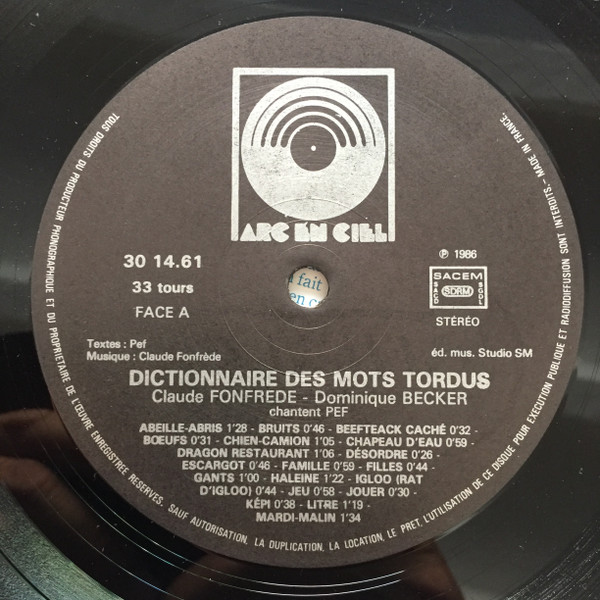 ARC EN CIEL
30 14.61
33 tours
FACE A
℗ 1986
SACEM
SACD
SDRM
SGDL
STÉRÉO
fait
en c
Textes : Pef
Musique : Claude Fonfrède
éd. mus. Studio SM
DICTIONNAIRE DES MOTS TORDUS
Claude FONFREDE - Dominique BECKER
chantent PEF
ABEILLE-ABRIS 1'28 - BRUITS 0'46 - BEEFTEACK CACHÉ 0'32 -
BŒUFS 0'31 - CHIEN-CAMION 1'05 - CHAPEAU D'EAU 0'59 -
DRAGON RESTAURANT 1'06 - DÉSORDRE 0'26 -
ESCARGOT 0'46 - FAMILLE 0'59 - FILLES 0'44 -
GANTS 1'00 - HALEINE 1'22 - IGLOO (RAT
D'IGLOO) 0'44 - JEU 0'58 - JOUER 0'30 -
KÉPI 0'38 - LITRE 1'19 -
MARDI-MALIN 1'34
TOUS DROITS DU PRODUCTEUR PHONOGRAPHIQUE ET DU PROPRIETAIRE DE L'ŒUVRE ENREGISTREE RESERVES, SAUF AUTORISATION, LA DUPLICATION, LA LOCATION, LE PRET, L'UTILISATION DE CE DISQUE POUR EXECUTION PUBLIQUE ET RADIODIFFUSION SONT INTERDITS. - MADE IN FRANCE.